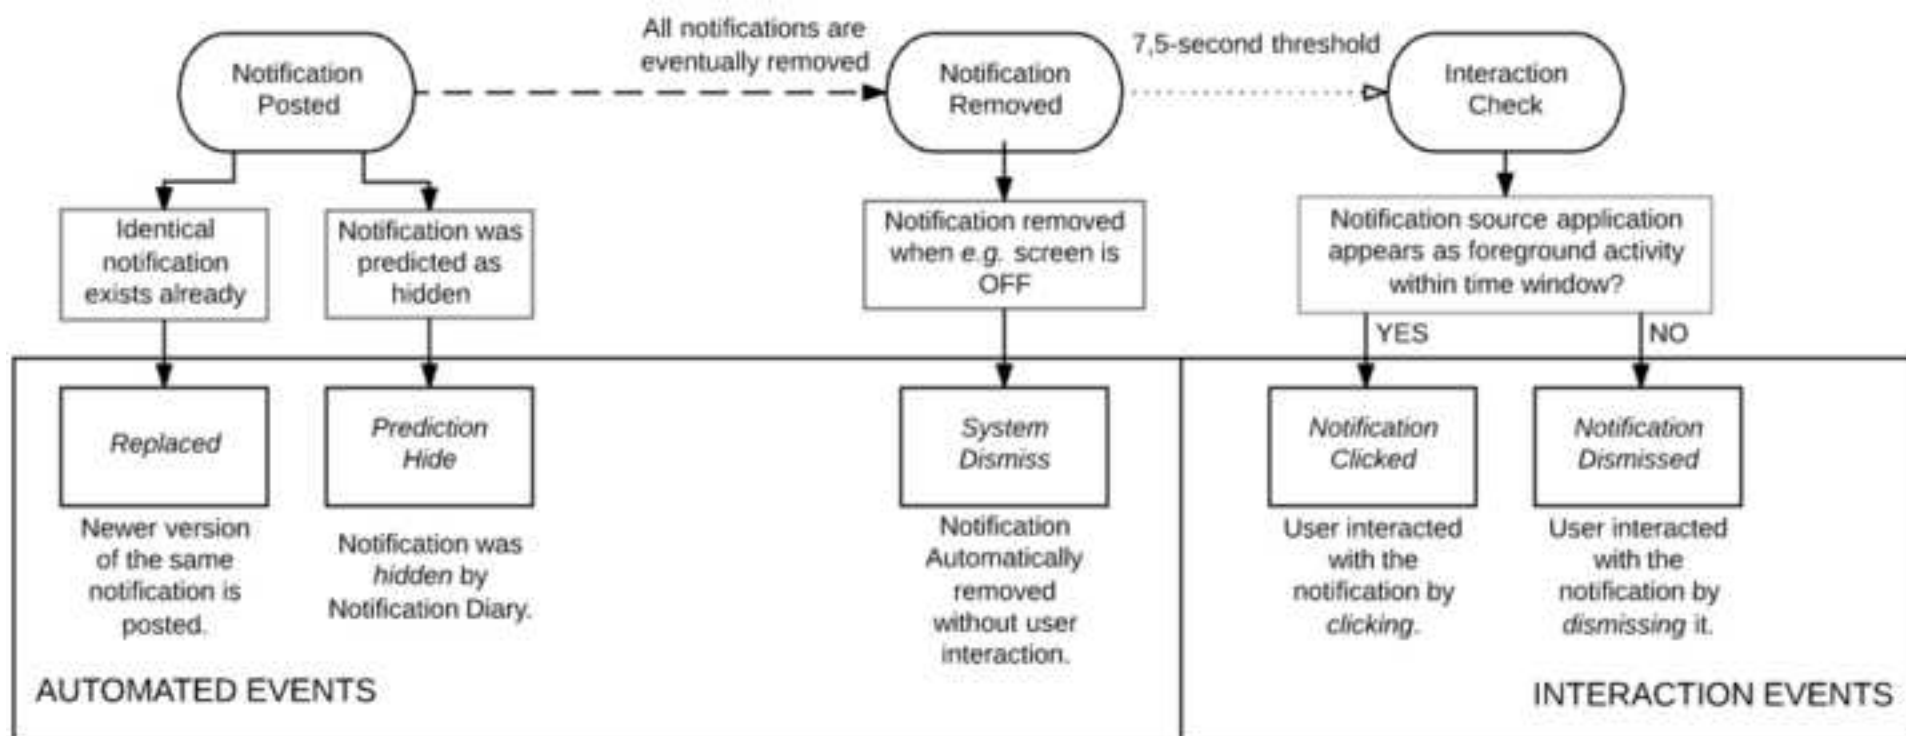 Notification
Posted
All notifications are
eventually removed
Notification
Removed
7,5-second threshold
Interaction
Check
Identical
notification
exists already
Notification was
predicted as
hidden
Notification removed
when e.g. screen is
OFF
Notification source application
appears as foreground activity
within time window?
YES
NO
Replaced
Prediction
Hide
System
Dismiss
Notification
Clicked
Notification
Dismissed
Newer version
of the same
notification is
posted.
Notification was
hidden by
Notification Diary.
Notification
Automatically
removed
without user
interaction.
User interacted
with the
notification by
clicking.
User interacted
with the
notification by
dismissing it.
AUTOMATED EVENTS
INTERACTION EVENTS